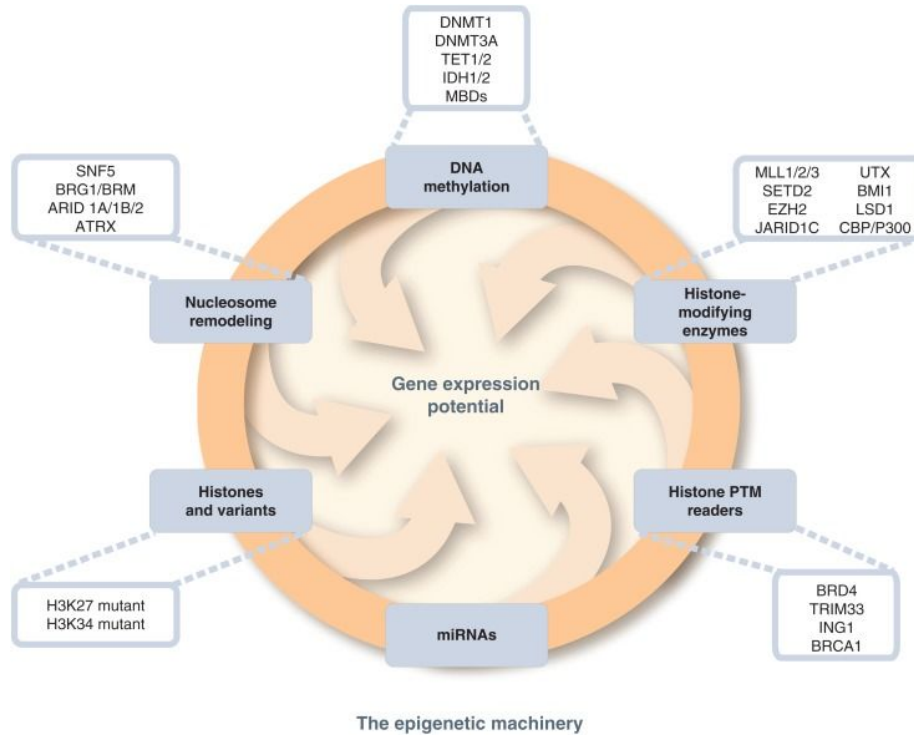 DNMT1
DNMT3A
TET1/2
IDH1/2
MBDs
DNA
methylation
SNF5
BRG1/BRM
ARID 1A/1B/2
ATRX
MLL1/2/3 UTX
SETD2 BMI1
EZH2 LSD1
JARID1C CBP/P300
Nucleosome
remodeling
Histone-
modifying
enzymes
Gene expression
potential
Histones
and variants
Histone PTM
readers
H3K27 mutant
H3K34 mutant
miRNAs
BRD4
TRIM33
ING1
BRCA1
The epigenetic machinery